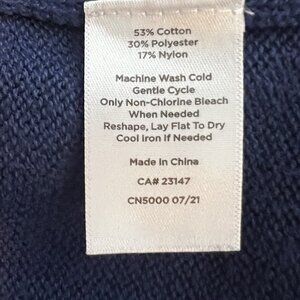 53% Cotton
30% Polyester
17% Nylon
Machine Wash Cold
Gentle Cycle
Only Non-Chlorine Bleach
When Needed
Reshape, Lay Flat To Dry
Cool Iron If Needed
Made in China
CA# 23147
CN5000 07/21